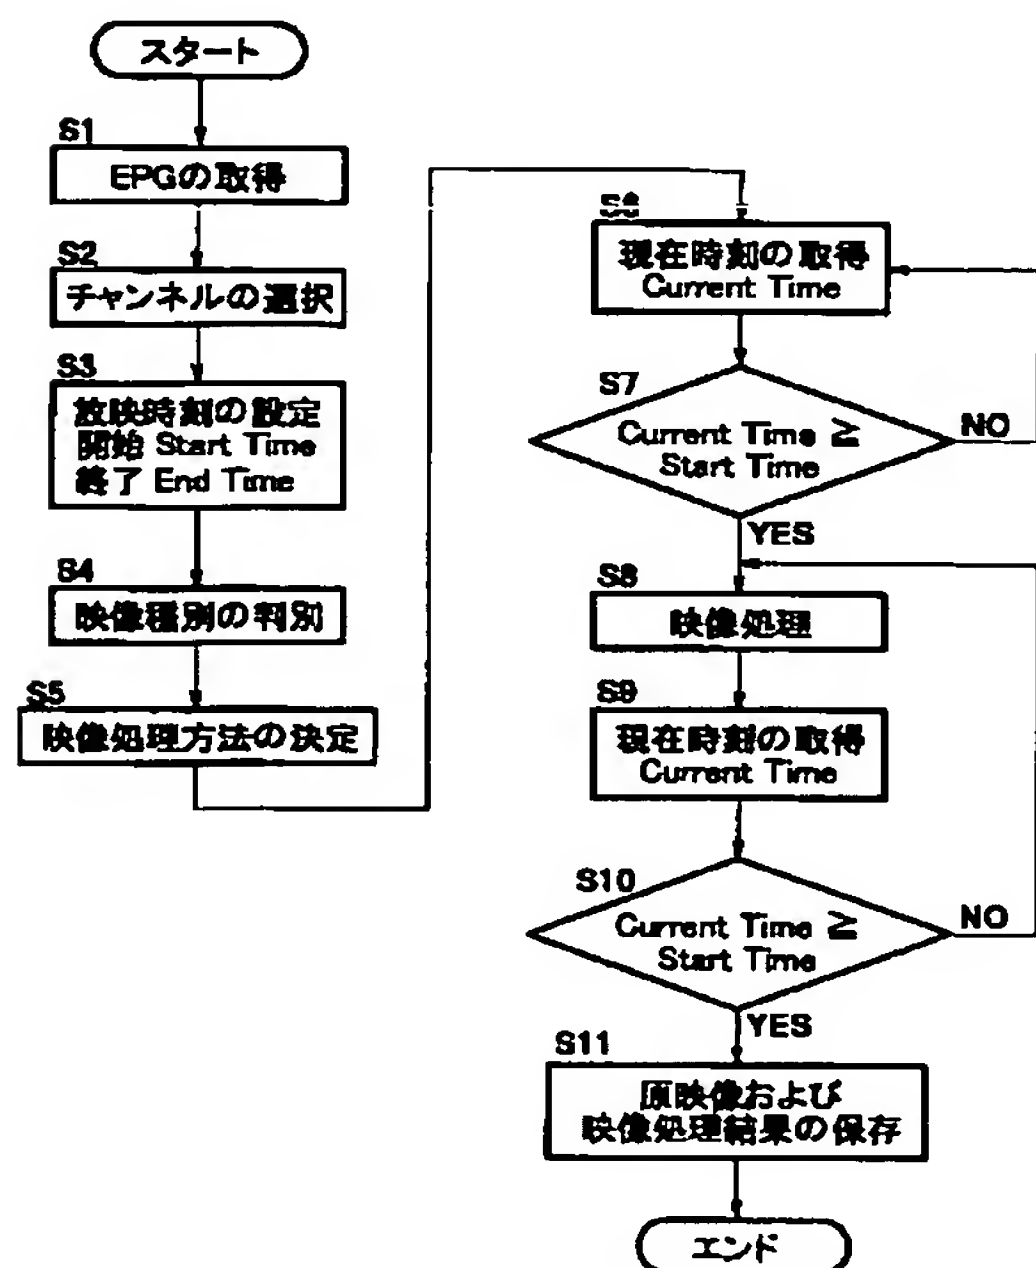 スタート
S1
EPGの取得
S2
チャンネルの選択
S3
放映時刻の設定
開始 Start Time
終了 End Time
S4
映像種別の判別
S5
映像処理方法の決定
現在時刻の取得
Current Time
S7
Current Time ≧
Start Time
NO
YES
S8
映像処理
S9
現在時刻の取得
Current Time
S10
Current Time ≧
Start Time
NO
YES
S11
原映像および
映像処理結果の保存
エンド